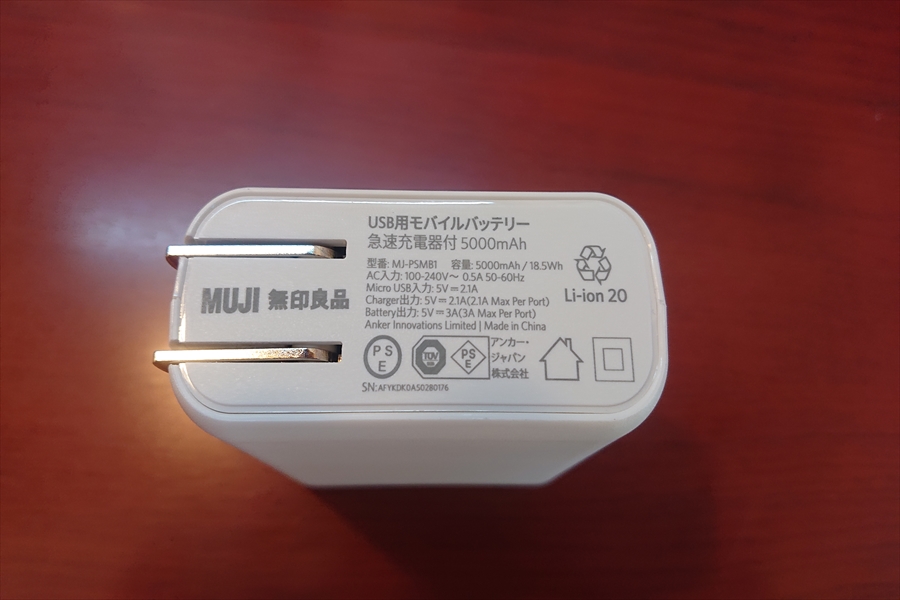 USB用モバイルバッテリー
急速充電器付 5000mAh
型番: MJ-PSMB1 容量: 5000mAh / 18.5Wh
AC入力: 100-240V～ 0.5A 50-60Hz
Micro USB入力: 5V⎓2.1A
Charger出力: 5V⎓2.1A(2.1A Max Per Port)
Battery出力: 5V⎓3A(3A Max Per Port)
Anker Innovations Limited | Made in China
Li-ion 20
MUJI 無印良品
PS
E
TÜV
PS
E
アンカー・
ジャパン
株式会社
SN: AFYKDK0A50280176